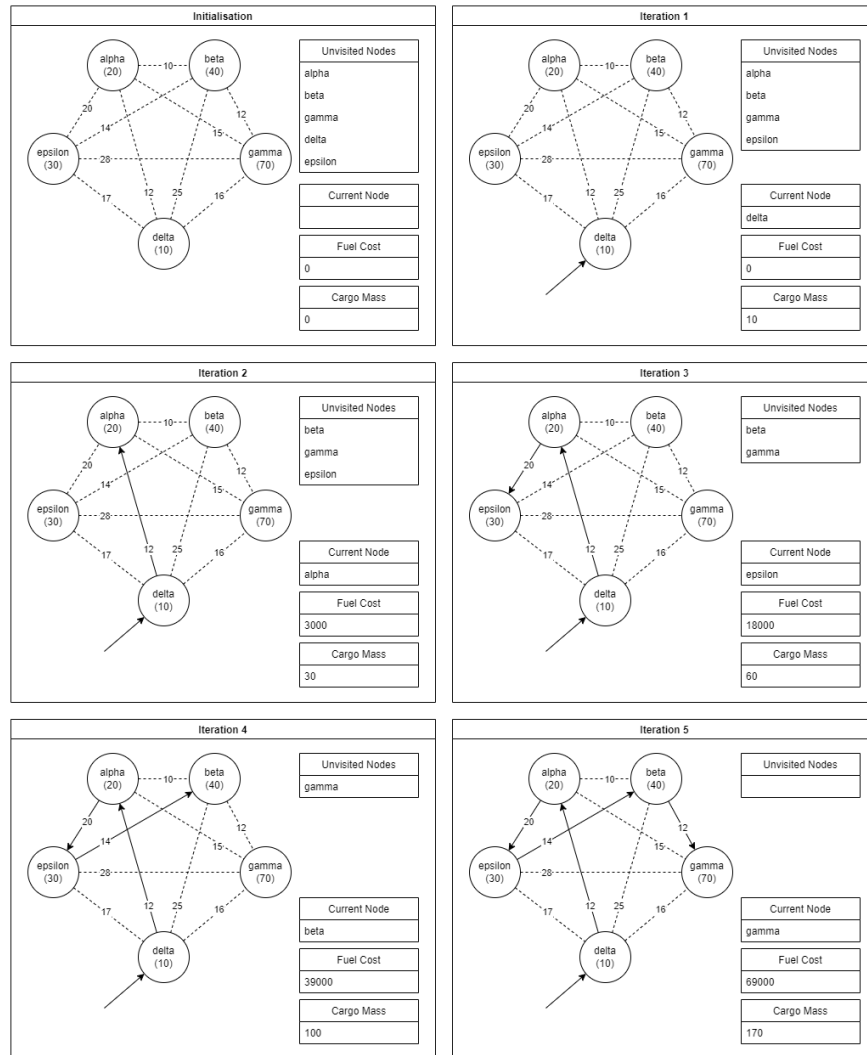 Initialisation
alpha
(20)
10
beta
(40)
20
12
14
15
epsilon
(30)
28
gamma
(70)
17
12
25
16
delta
(10)
Unvisited Nodes
alpha
beta
gamma
delta
epsilon
Current Node
Fuel Cost
0
Cargo Mass
0
Iteration 1
alpha
(20)
10
beta
(40)
20
12
14
15
epsilon
(30)
28
gamma
(70)
17
12
25
16
delta
(10)
Unvisited Nodes
alpha
beta
gamma
epsilon
Current Node
delta
Fuel Cost
0
Cargo Mass
10
Iteration 2
alpha
(20)
10
beta
(40)
20
12
14
15
epsilon
(30)
28
gamma
(70)
17
12
25
16
delta
(10)
Unvisited Nodes
beta
gamma
epsilon
Current Node
alpha
Fuel Cost
3000
Cargo Mass
30
Iteration 3
alpha
(20)
10
beta
(40)
20
12
14
15
epsilon
(30)
28
gamma
(70)
17
12
25
16
delta
(10)
Unvisited Nodes
beta
gamma
Current Node
epsilon
Fuel Cost
18000
Cargo Mass
60
Iteration 4
alpha
(20)
10
beta
(40)
20
12
14
15
epsilon
(30)
28
gamma
(70)
17
12
25
16
delta
(10)
Unvisited Nodes
gamma
Current Node
beta
Fuel Cost
39000
Cargo Mass
100
Iteration 5
alpha
(20)
10
beta
(40)
20
12
14
15
epsilon
(30)
28
gamma
(70)
17
12
25
16
delta
(10)
Unvisited Nodes
Current Node
gamma
Fuel Cost
69000
Cargo Mass
170